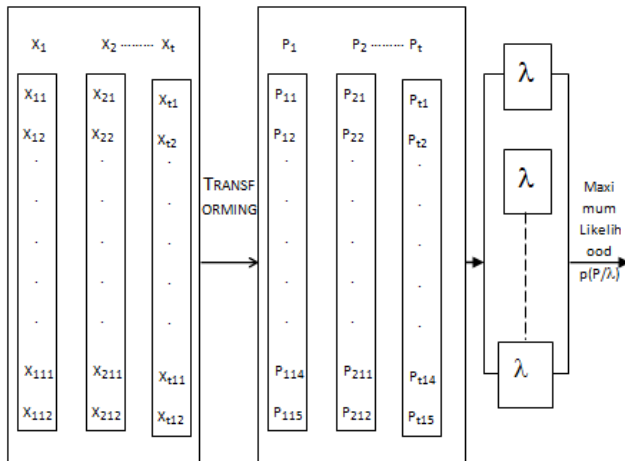 X1 X2 ......... Xt
X11 X21 Xt1
X12 X22 Xt2
. . .
. . .
. . .
. . .
. . .
X111 X211 Xt11
X112 X212 Xt12
TRANSF
ORMING
P1 P2 ......... Pt
P11 P21 Pt1
P12 P22 Pt2
. . .
. . .
. . .
. . .
. . .
P114 P211 Pt14
P115 P212 Pt15
λ
λ
λ
Maxi
mum
Likelih
ood
p(P/λ)